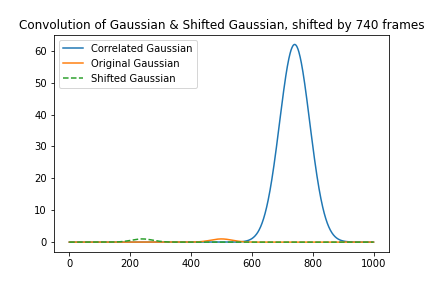 Convolution of Gaussian & Shifted Gaussian, shifted by 740 frames
Correlated Gaussian
Original Gaussian
Shifted Gaussian
60
50
40
30
20
10
0
0 200 400 600 800 1000